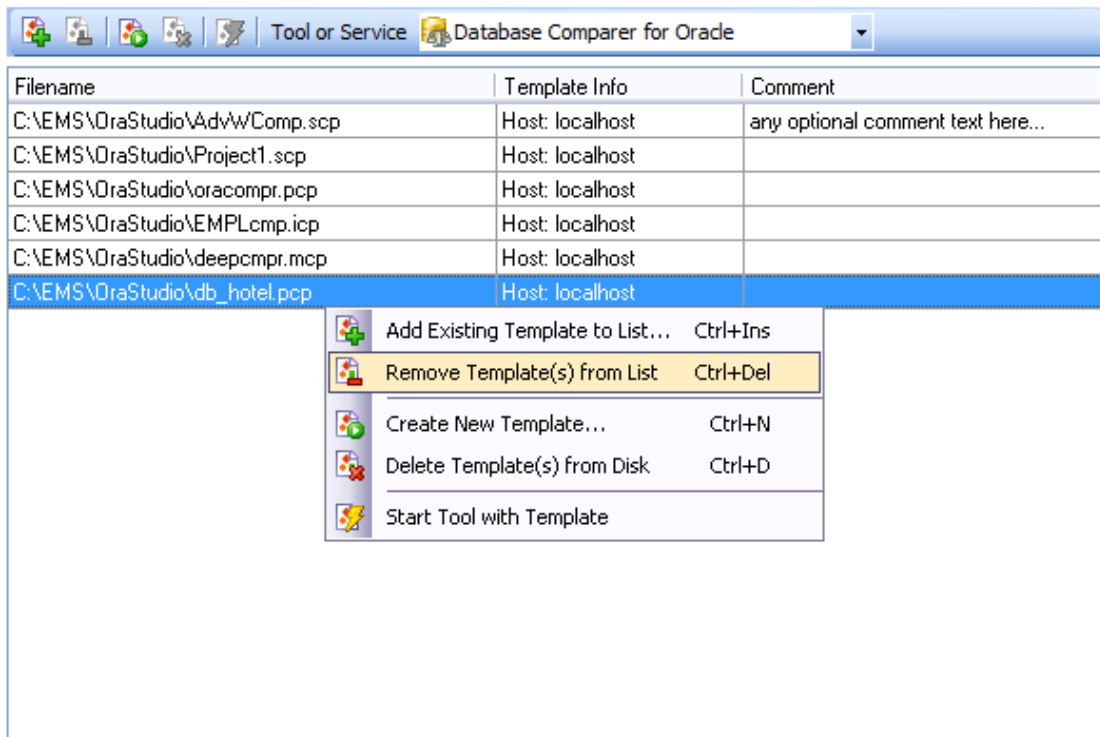 Tool or Service Database Comparer for Oracle
Filename Template Info Comment
C:\EMS\OraStudio\AdvWComp.scp Host: localhost any optional comment text here...
C:\EMS\OraStudio\Project1.scp Host: localhost
C:\EMS\OraStudio\oracompr.pcp Host: localhost
C:\EMS\OraStudio\EMPLcmp.icp Host: localhost
C:\EMS\OraStudio\deepcmpr.mcp Host: localhost
C:\EMS\OraStudio\db_hotel.pcp Host: localhost
Add Existing Template to List... Ctrl+Ins
Remove Template(s) from List Ctrl+Del
Create New Template... Ctrl+N
Delete Template(s) from Disk Ctrl+D
Start Tool with Template